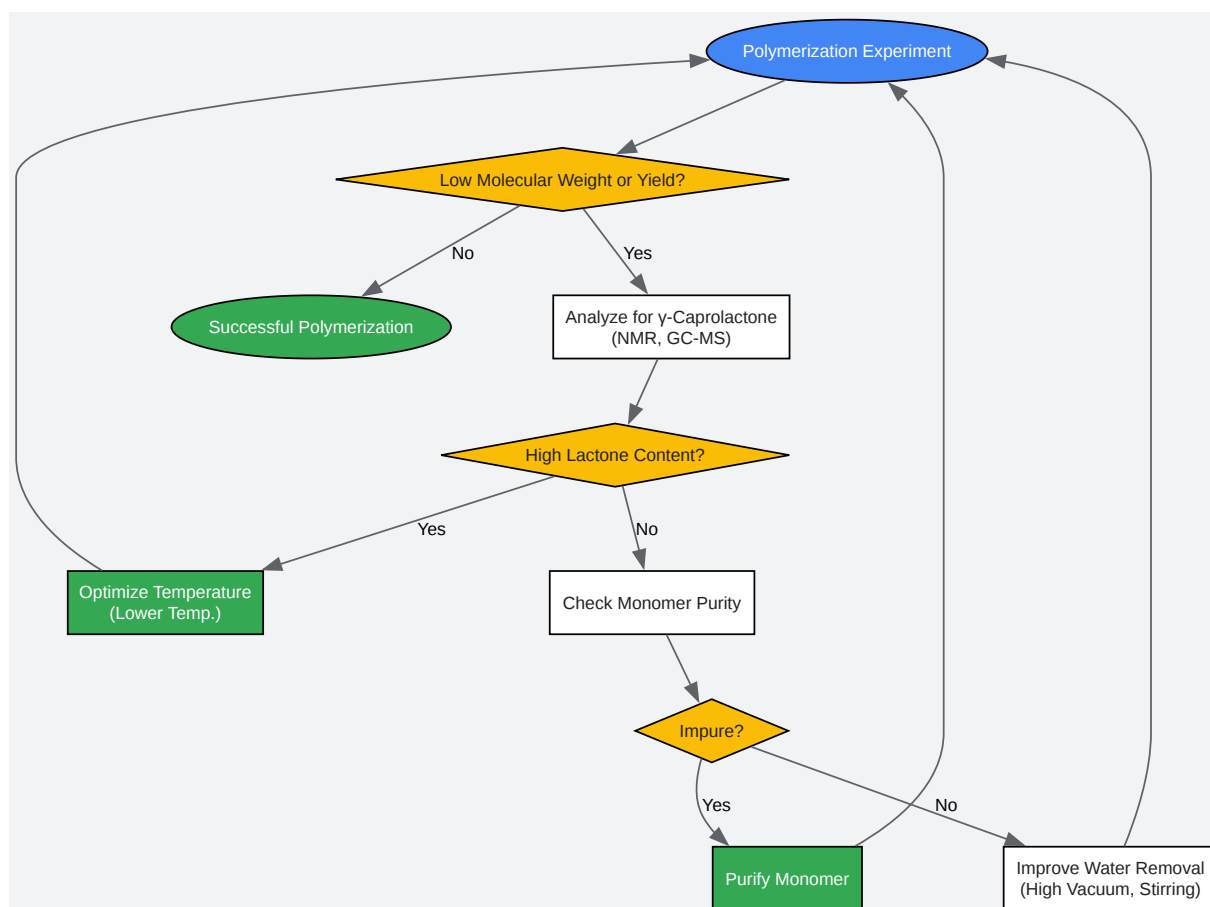 Polymerization Experiment
Low Molecular Weight or Yield?
No
Yes
Successful Polymerization
Analyze for γ-Caprolactone
(NMR, GC-MS)
High Lactone Content?
Yes
No
Optimize Temperature
(Lower Temp.)
Check Monomer Purity
Impure?
Yes
No
Purify Monomer
Improve Water Removal
(High Vacuum, Stirring)